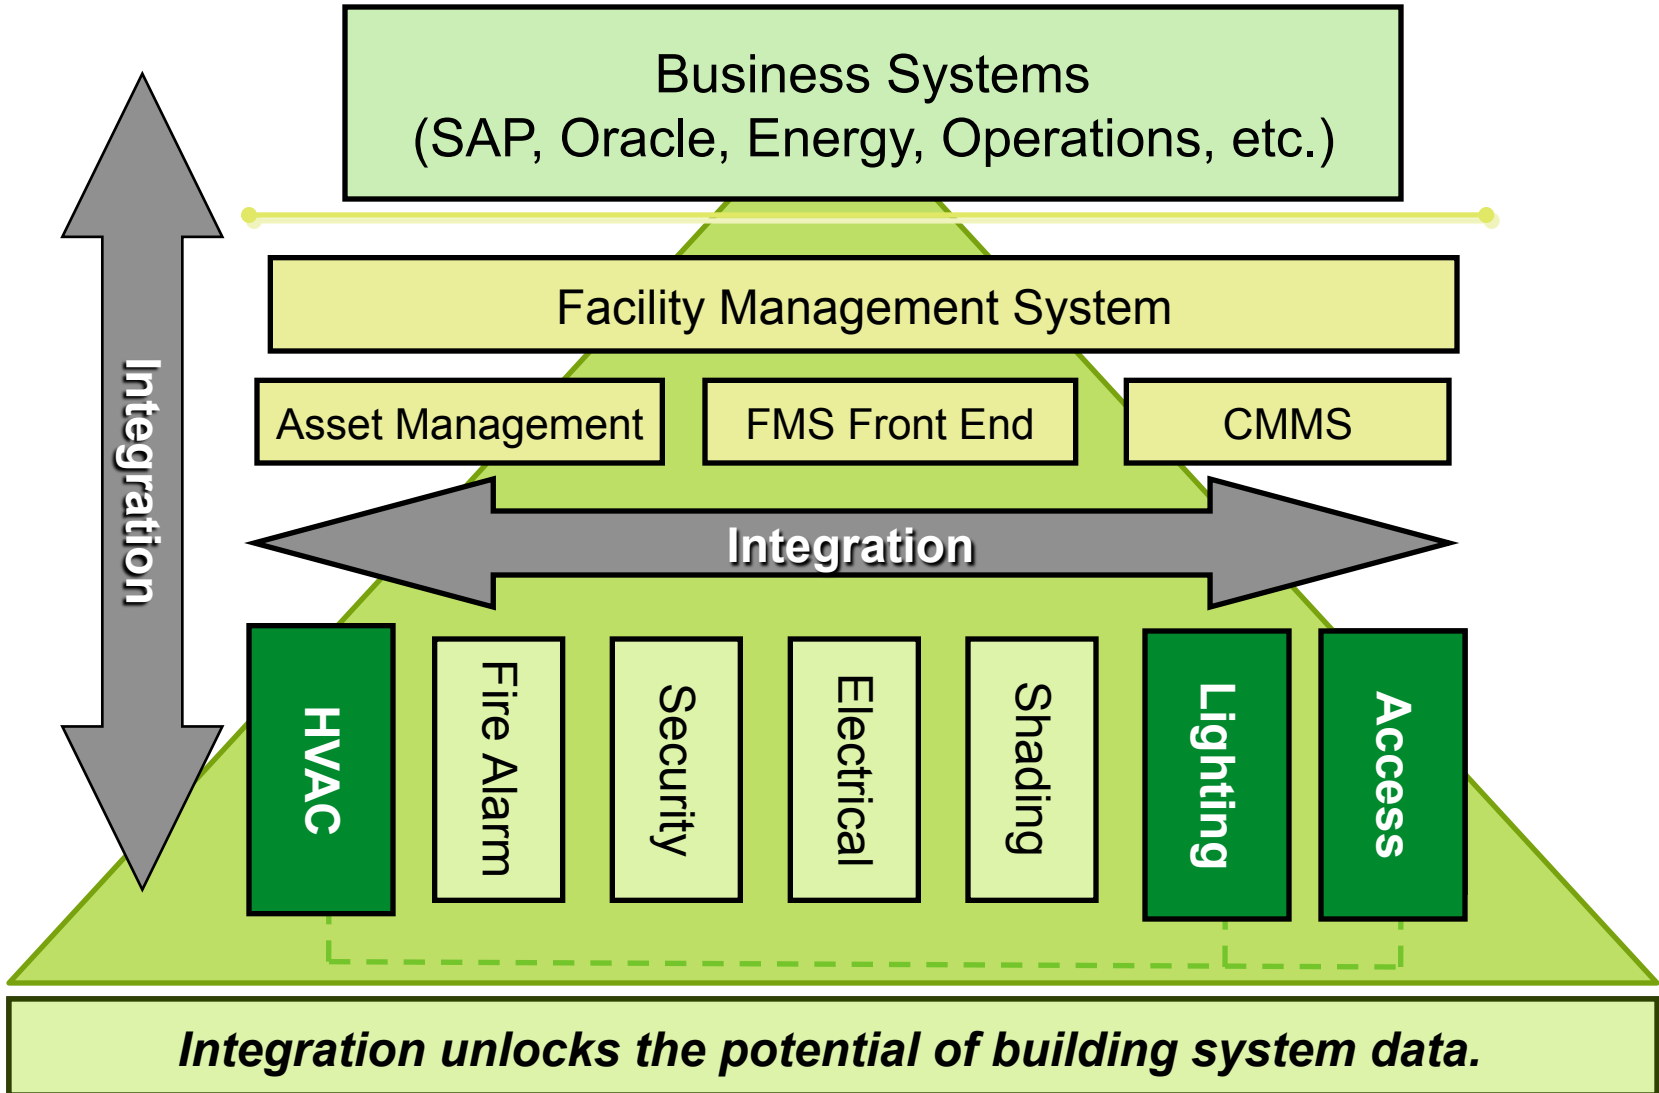 Business Systems
(SAP, Oracle, Energy, Operations, etc.)
Facility Management System
Asset Management
FMS Front End
CMMS
Integration
Integration
HVAC
Fire Alarm
Security
Electrical
Shading
Lighting
Access
Integration unlocks the potential of building system data.